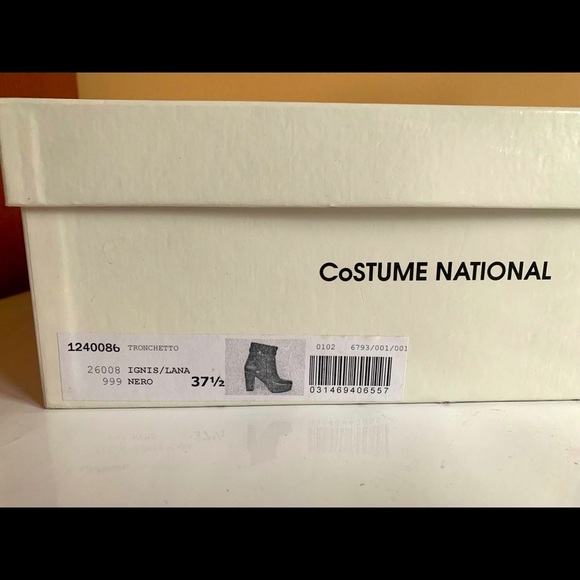 CoSTUME NATIONAL
1240086 TRONCHETTO
26008 IGNIS/LANA
999 NERO 37½
0102 6793/001/001
031469406557